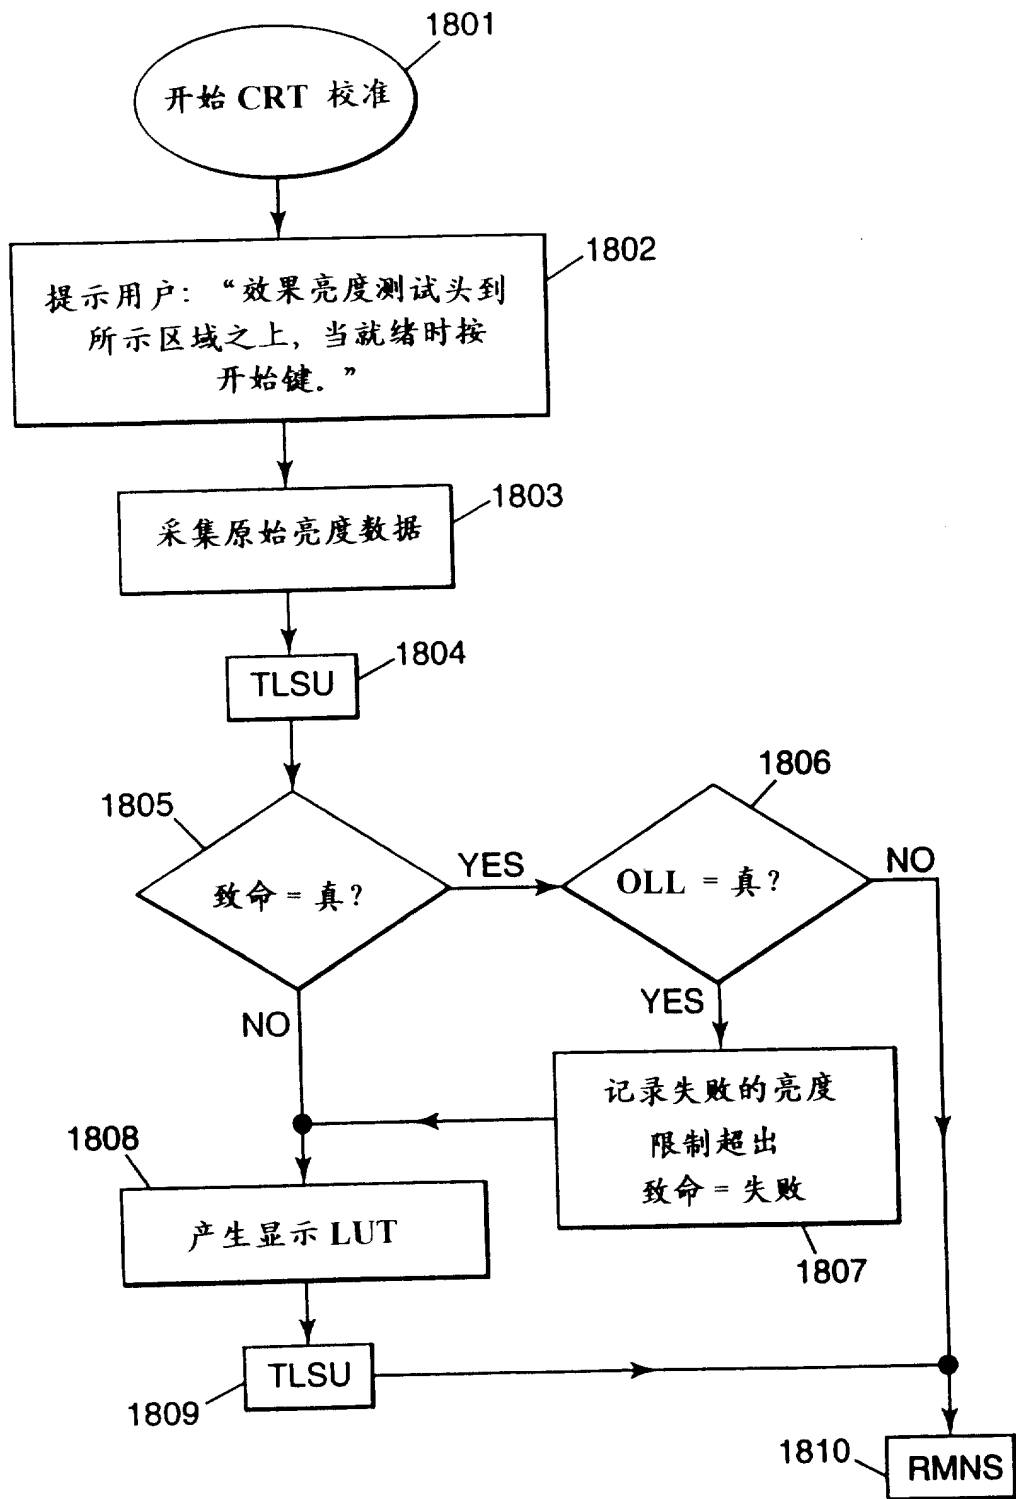 1801
开始 CRT 校准
1802
提示用户：“效果亮度测试头到
所示区域之上，当就绪时按
开始键。”
1803
采集原始亮度数据
1804
TLSU
1805
致命 = 真?
YES
1806
OLL = 真?
NO
YES
NO
记录失败的亮度
限制超出
致命 = 失败
1807
1808
产生显示 LUT
TLSU
1809
1810
RMNS